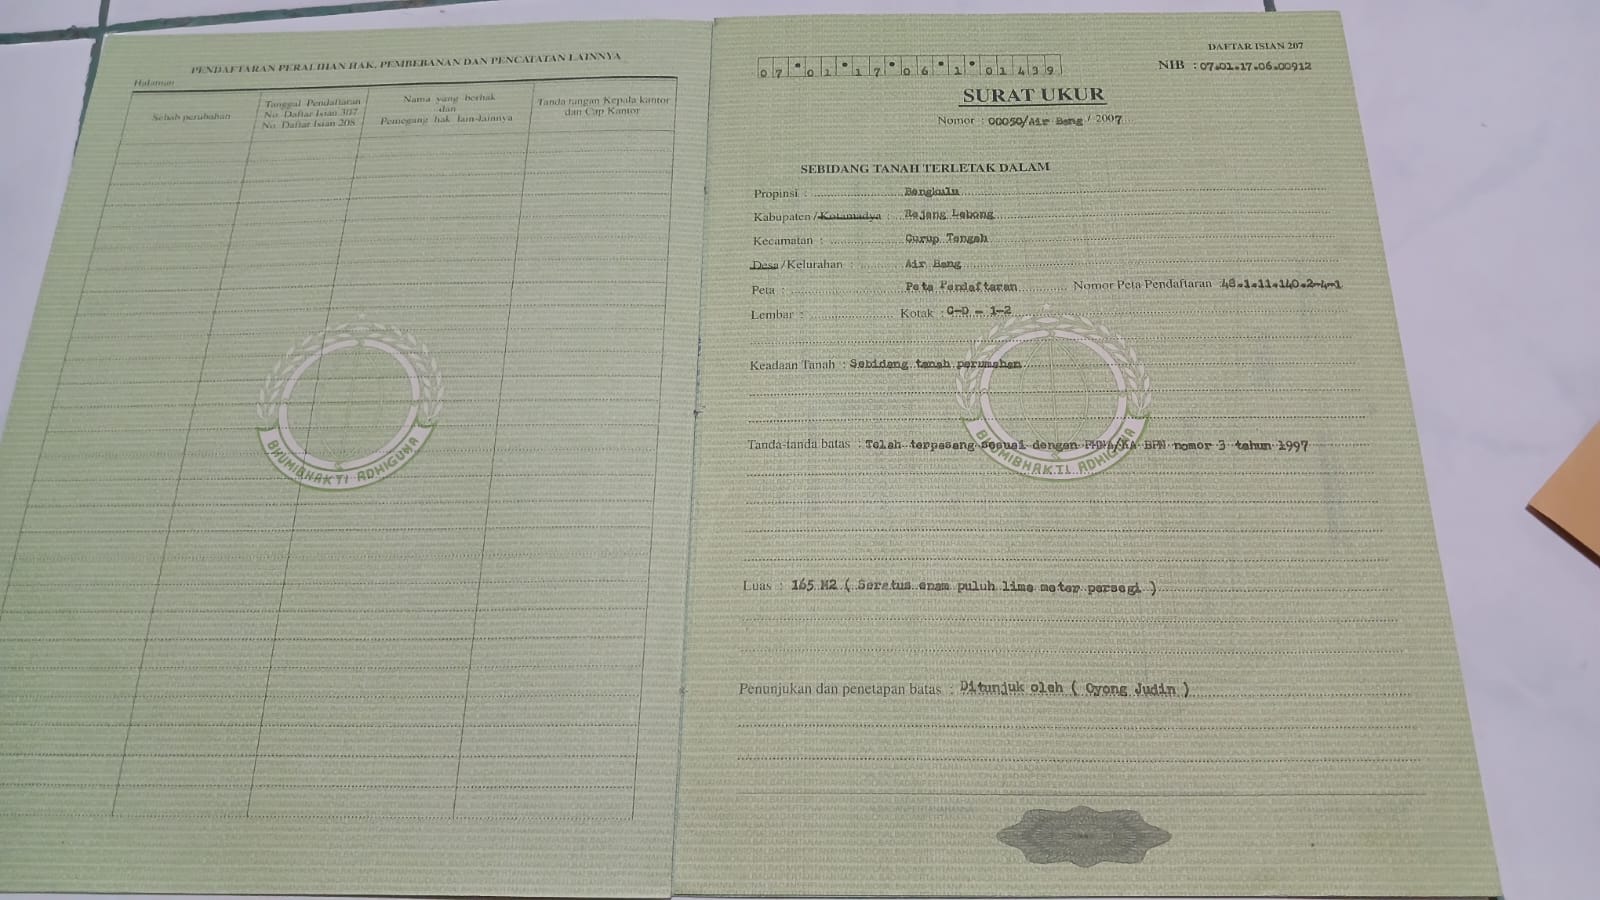 PENDAFTARAN PERALIHAN HAK, PEMBEBANAN DAN PENCATATAN LAINNYA
Halaman
Sebab perubahan
Tanggal Pendaftaran
No. Daftar Isian 307
No. Daftar Isian 208
Nama yang berhak
dan
Pemegang hak lain-lainnya
Tanda tangan Kepala kantor
dan Cap Kantor
BHUMIBHAKTI ADHIGUNA
DAFTAR ISIAN 207
07.01.17.06.1.01439
NIB : 07.01.17.06.00912
SURAT UKUR
Nomor : 00050/Air Bang / 2007
SEBIDANG TANAH TERLETAK DALAM
Propinsi : Bengkulu
Kabupaten/Kotamadya : Rejang Lebong
Kecamatan : Curup Tengah
Desa/Kelurahan : Air Bang
Peta : Peta Pendaftaran Nomor Peta Pendaftaran 48.1.11.140.2-4-1
Lembar : Kotak : C-D - 1-2
Keadaan Tanah : Sebidang tanah perumahan
Tanda-tanda batas : Telah terpasang sesuai dengan PMNA/KA BPN nomor 3 tahun 1997
BHUMIBHAKTI ADHIGUNA
Luas : 165 M2 ( Seratus enam puluh lima meter persegi )
Penunjukan dan penetapan batas : Ditunjuk oleh ( Oyong Judin )